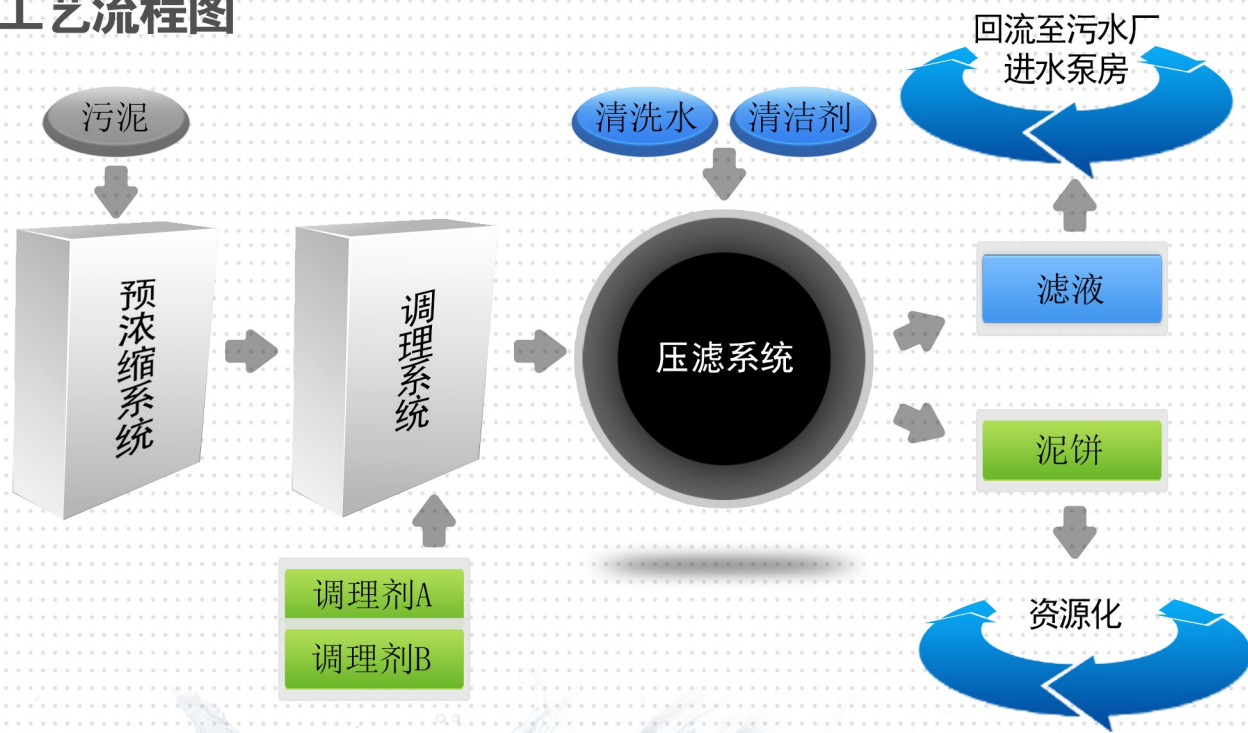 工艺流程图
回流至污水厂
进水泵房
污泥
清洗水
清洁剂
预浓缩系统
调理系统
压滤系统
滤液
泥饼
调理剂A
调理剂B
资源化